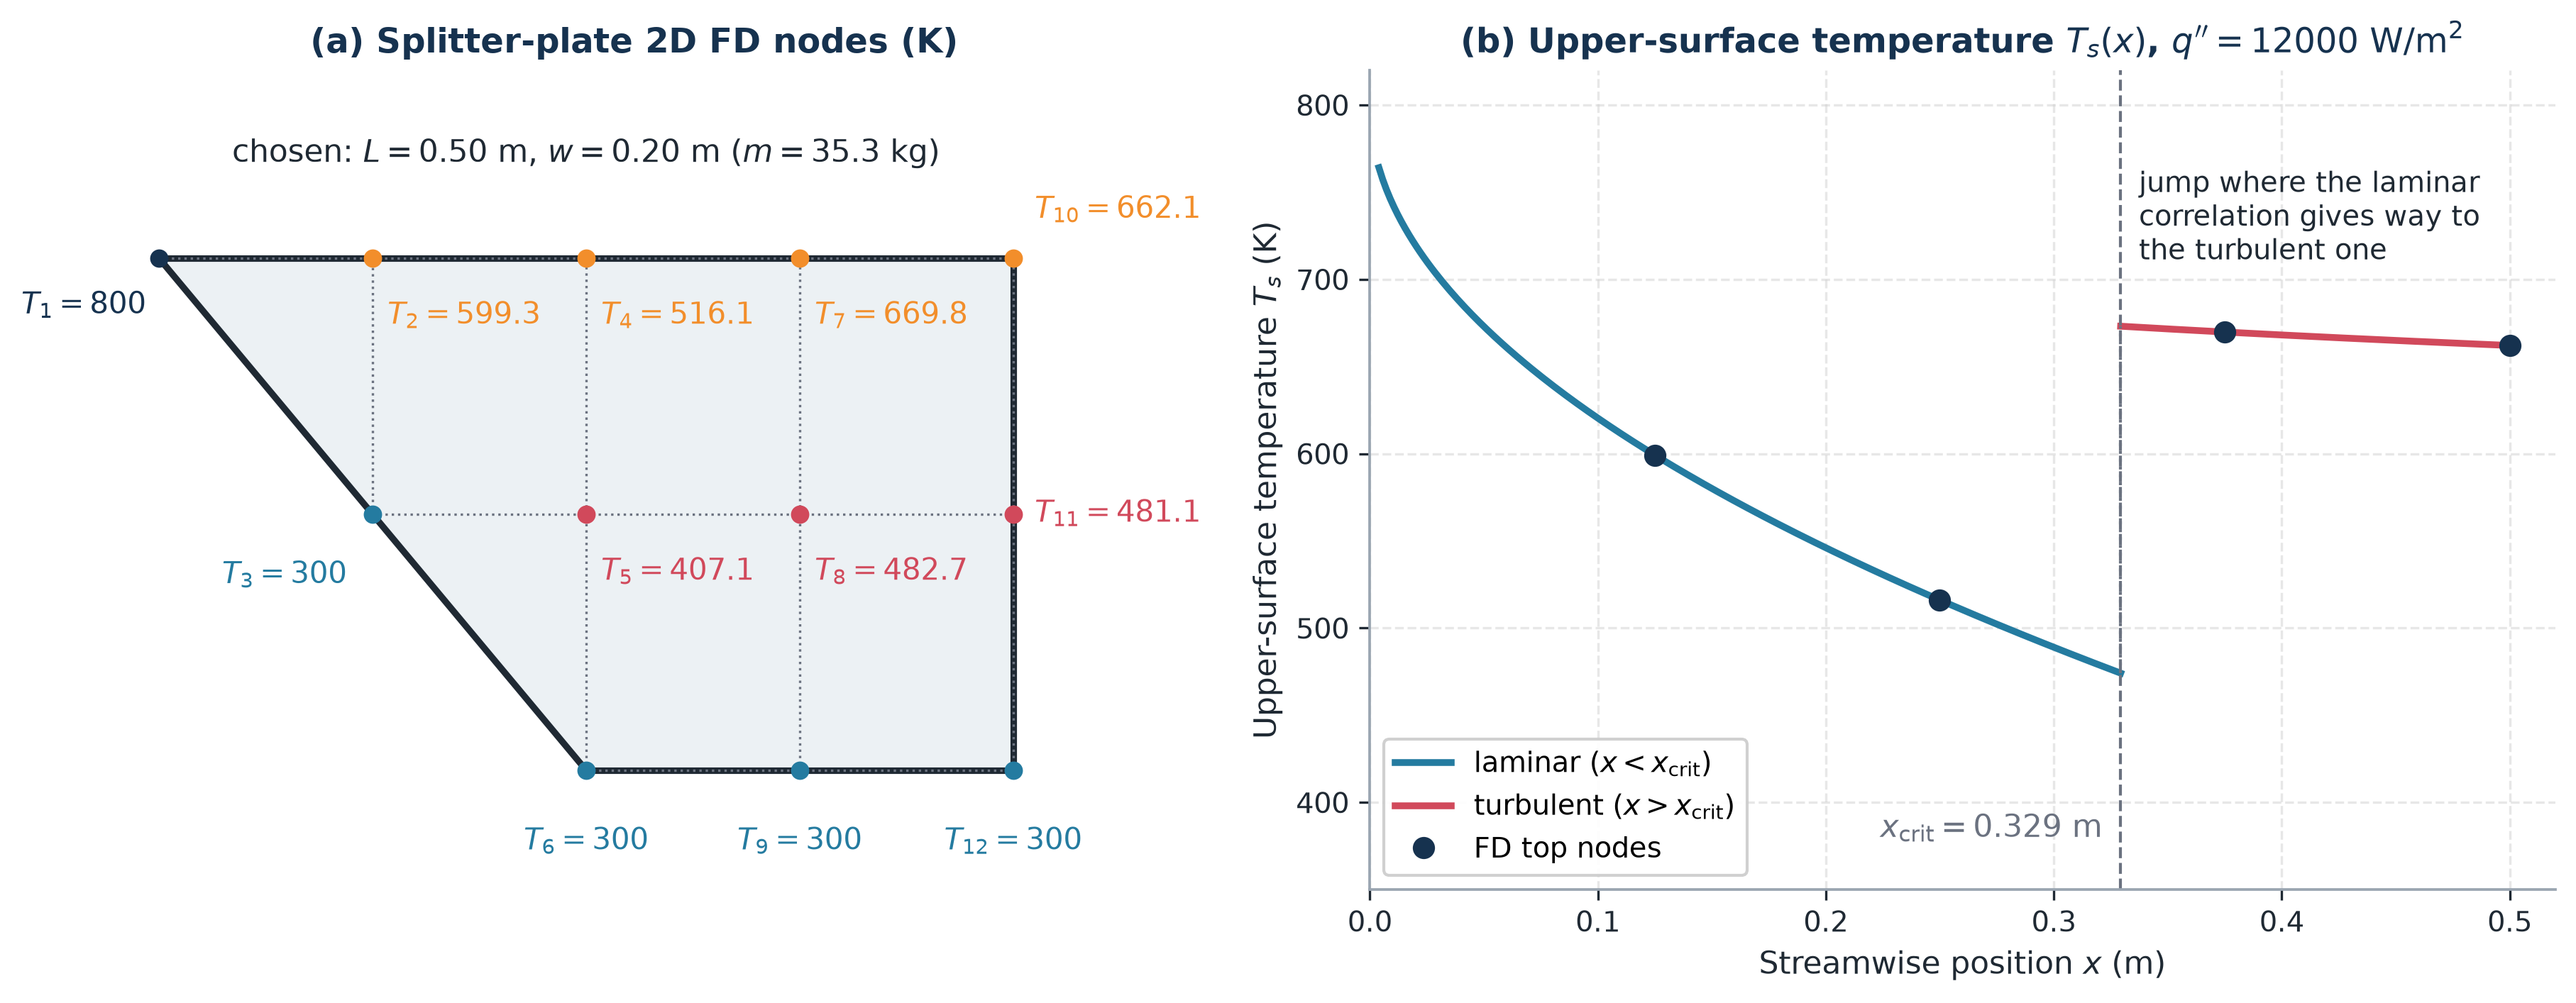 (a) Splitter-plate 2D FD nodes (K)
chosen: L = 0.50 m, w = 0.20 m (m = 35.3 kg)
T₁₀ = 662.1
T₁ = 800
T₂ = 599.3
T₄ = 516.1
T₇ = 669.8
T₁₁ = 481.1
T₃ = 300
T₅ = 407.1
T₈ = 482.7
T₆ = 300
T₉ = 300
T₁₂ = 300
(b) Upper-surface temperature Tₛ(x), q″ = 12000 W/m²
Upper-surface temperature Tₛ (K)
800
700
600
500
400
jump where the laminar
correlation gives way to
the turbulent one
laminar (x < x_crit)
turbulent (x > x_crit)
FD top nodes
x_crit = 0.329 m
0.0
0.1
0.2
0.3
0.4
0.5
Streamwise position x (m)